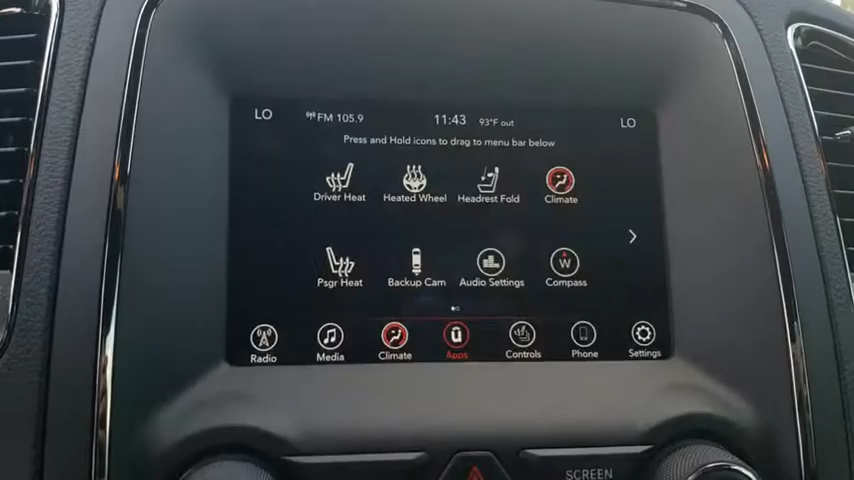 LO FM 105.9 11:43 93°F out LO
Press and Hold icons to drag to menu bar below
Driver Heat Heated Wheel Headrest Fold Climate
W
Psgr Heat Backup Cam Audio Settings Compass
Radio Media Climate Apps Controls Phone Settings
SCREEN